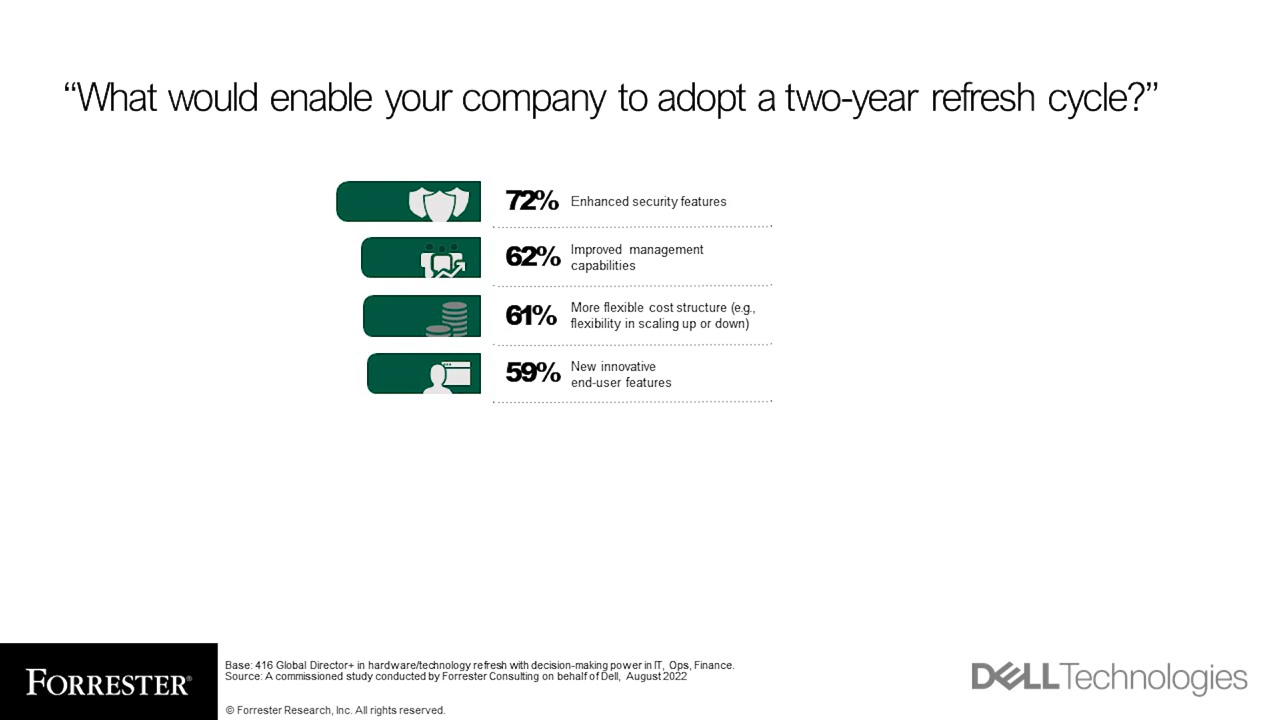 “What would enable your company to adopt a two-year refresh cycle?”
72% Enhanced security features
62% Improved management
capabilities
61% More flexible cost structure (e.g.,
flexibility in scaling up or down)
59% New innovative
end-user features
FORRESTER®
Base: 416 Global Director+ in hardware/technology refresh with decision-making power in IT, Ops, Finance.
Source: A commissioned study conducted by Forrester Consulting on behalf of Dell, August 2022
© Forrester Research, Inc. All rights reserved.
DELL Technologies